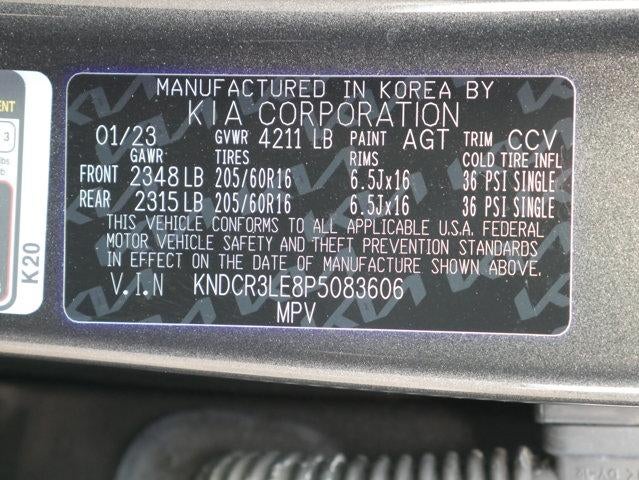 MANUFACTURED IN KOREA BY
KIA CORPORATION
01/23 GVWR 4211 LB PAINT AGT TRIM CCV
GAWR TIRES RIMS COLD TIRE INFL
FRONT 2348 LB 205/60R16 6.5Jx16 36 PSI SINGLE
REAR 2315 LB 205/60R16 6.5Jx16 36 PSI SINGLE
THIS VEHICLE CONFORMS TO ALL APPLICABLE U.S.A. FEDERAL
MOTOR VEHICLE SAFETY AND THEFT PREVENTION STANDARDS
IN EFFECT ON THE DATE OF MANUFACTURE SHOWN ABOVE.
V.I.N KNDCR3LE8P5083606
MPV
ENT
3
K20